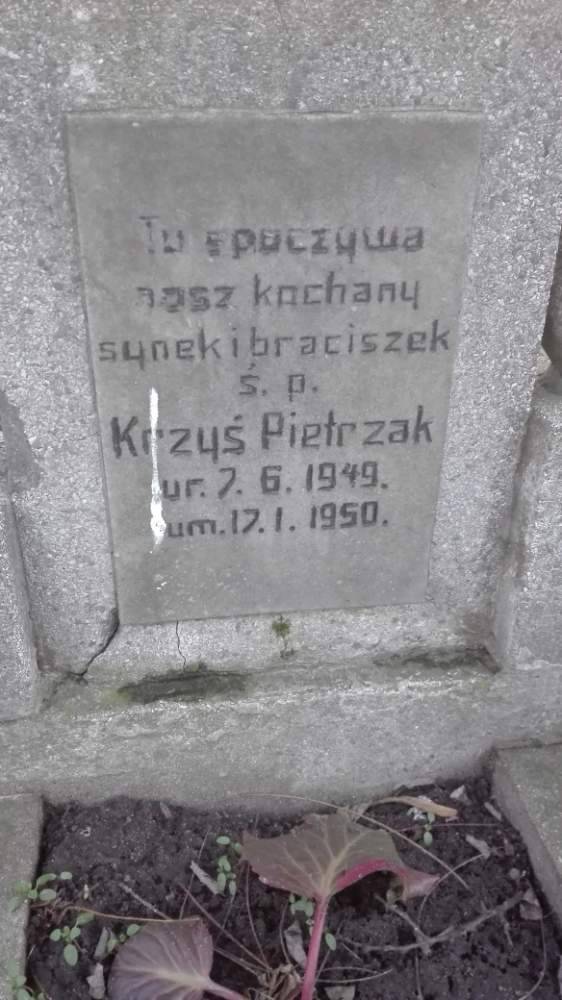 Tu spoczywa
nasz kochany
synek i braciszek
ś. p.
Krzyś Pietrzak
ur. 7. 6. 1949.
um. 17. 1. 1950.